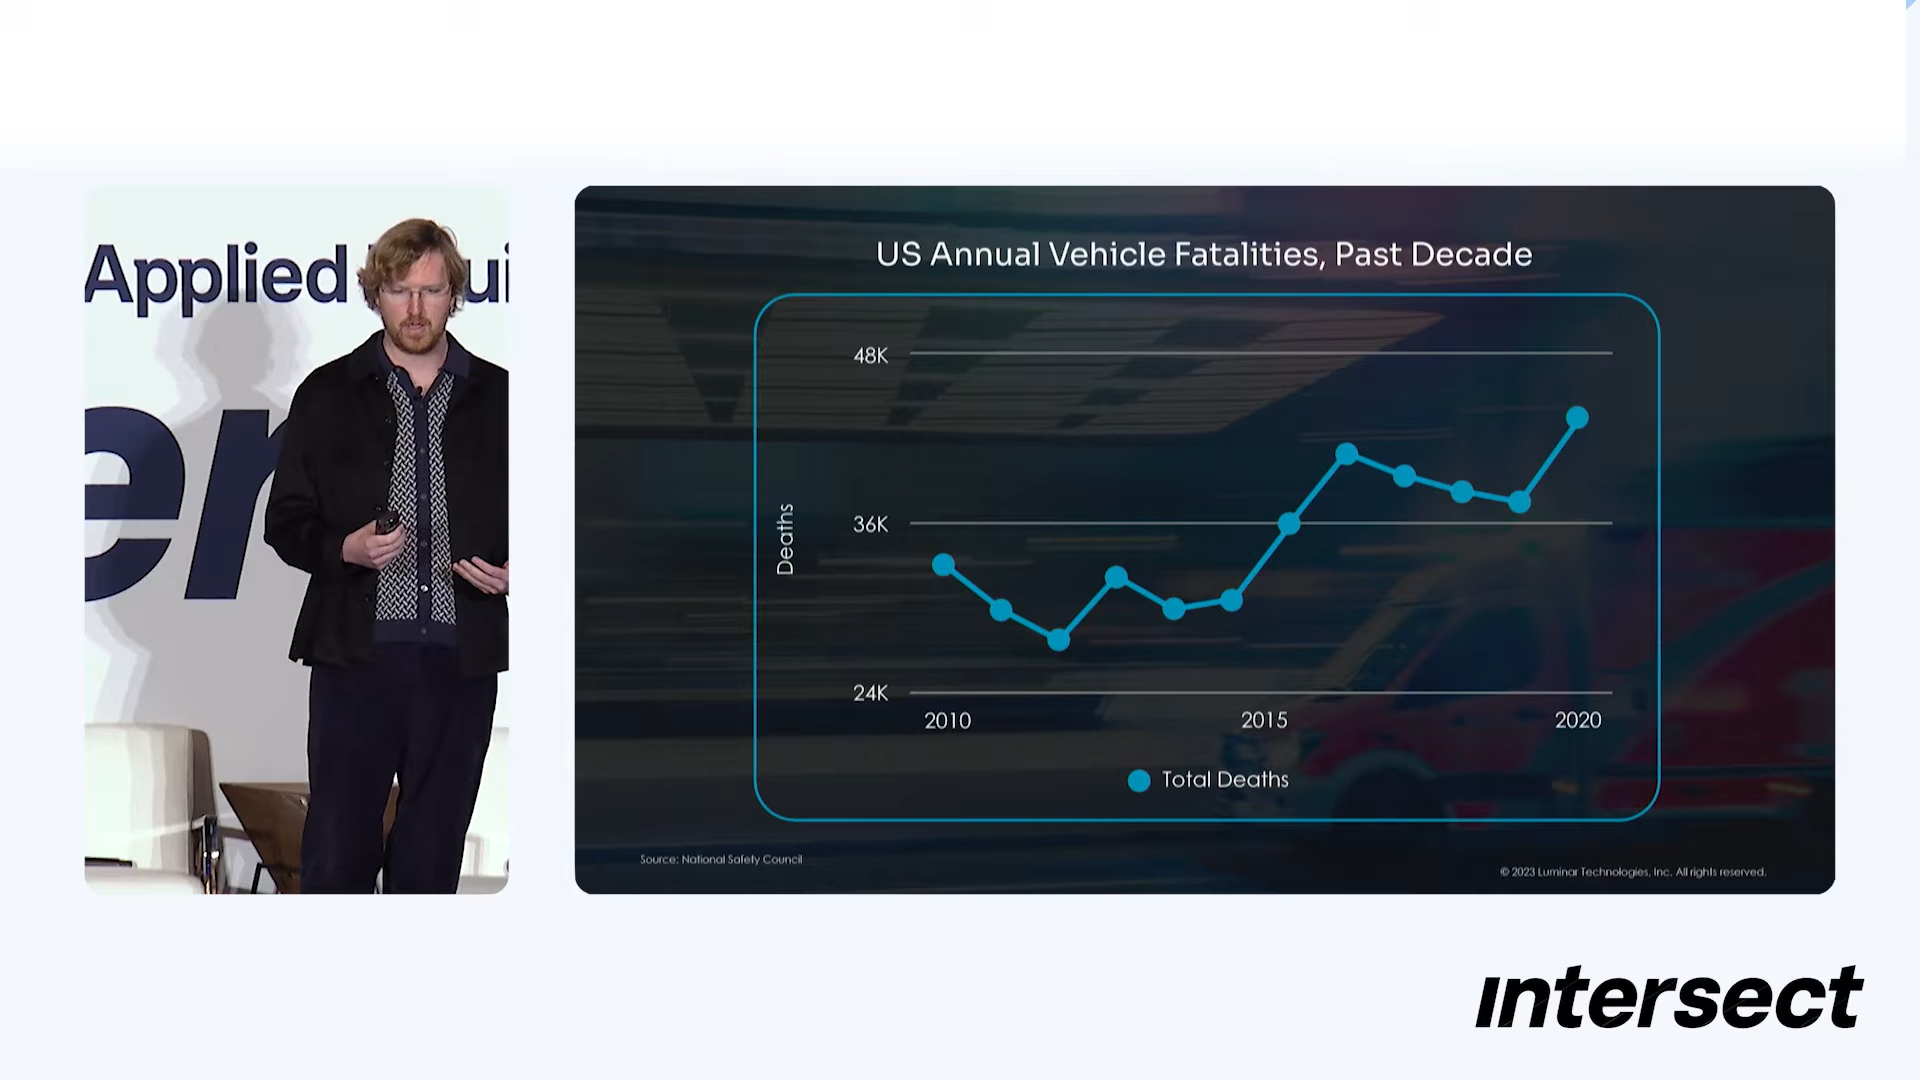 Applied
er
US Annual Vehicle Fatalities, Past Decade
48K
36K
24K
Deaths
2010 2015 2020
Total Deaths
Source: National Safety Council
© 2023 Luminar Technologies, Inc. All rights reserved.
intersect